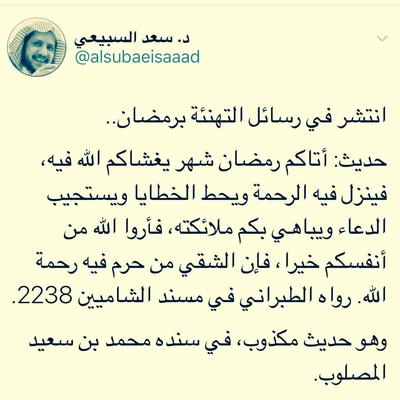 د. سعد السبيعي
@alsubaeisaaad
انتشر في رسائل التهنئة برمضان..
حديث: أتاكم رمضان شهر يغشاكم الله فيه،
فينزل فيه الرحمة ويحط الخطايا ويستجيب
الدعاء ويباهي بكم ملائكته، فأروا الله من
أنفسكم خيرا، فإن الشقي من حرم فيه رحمة
الله. رواه الطبراني في مسند الشاميين 2238.
وهو حديث مكذوب، في سنده محمد بن سعيد
المصلوب.